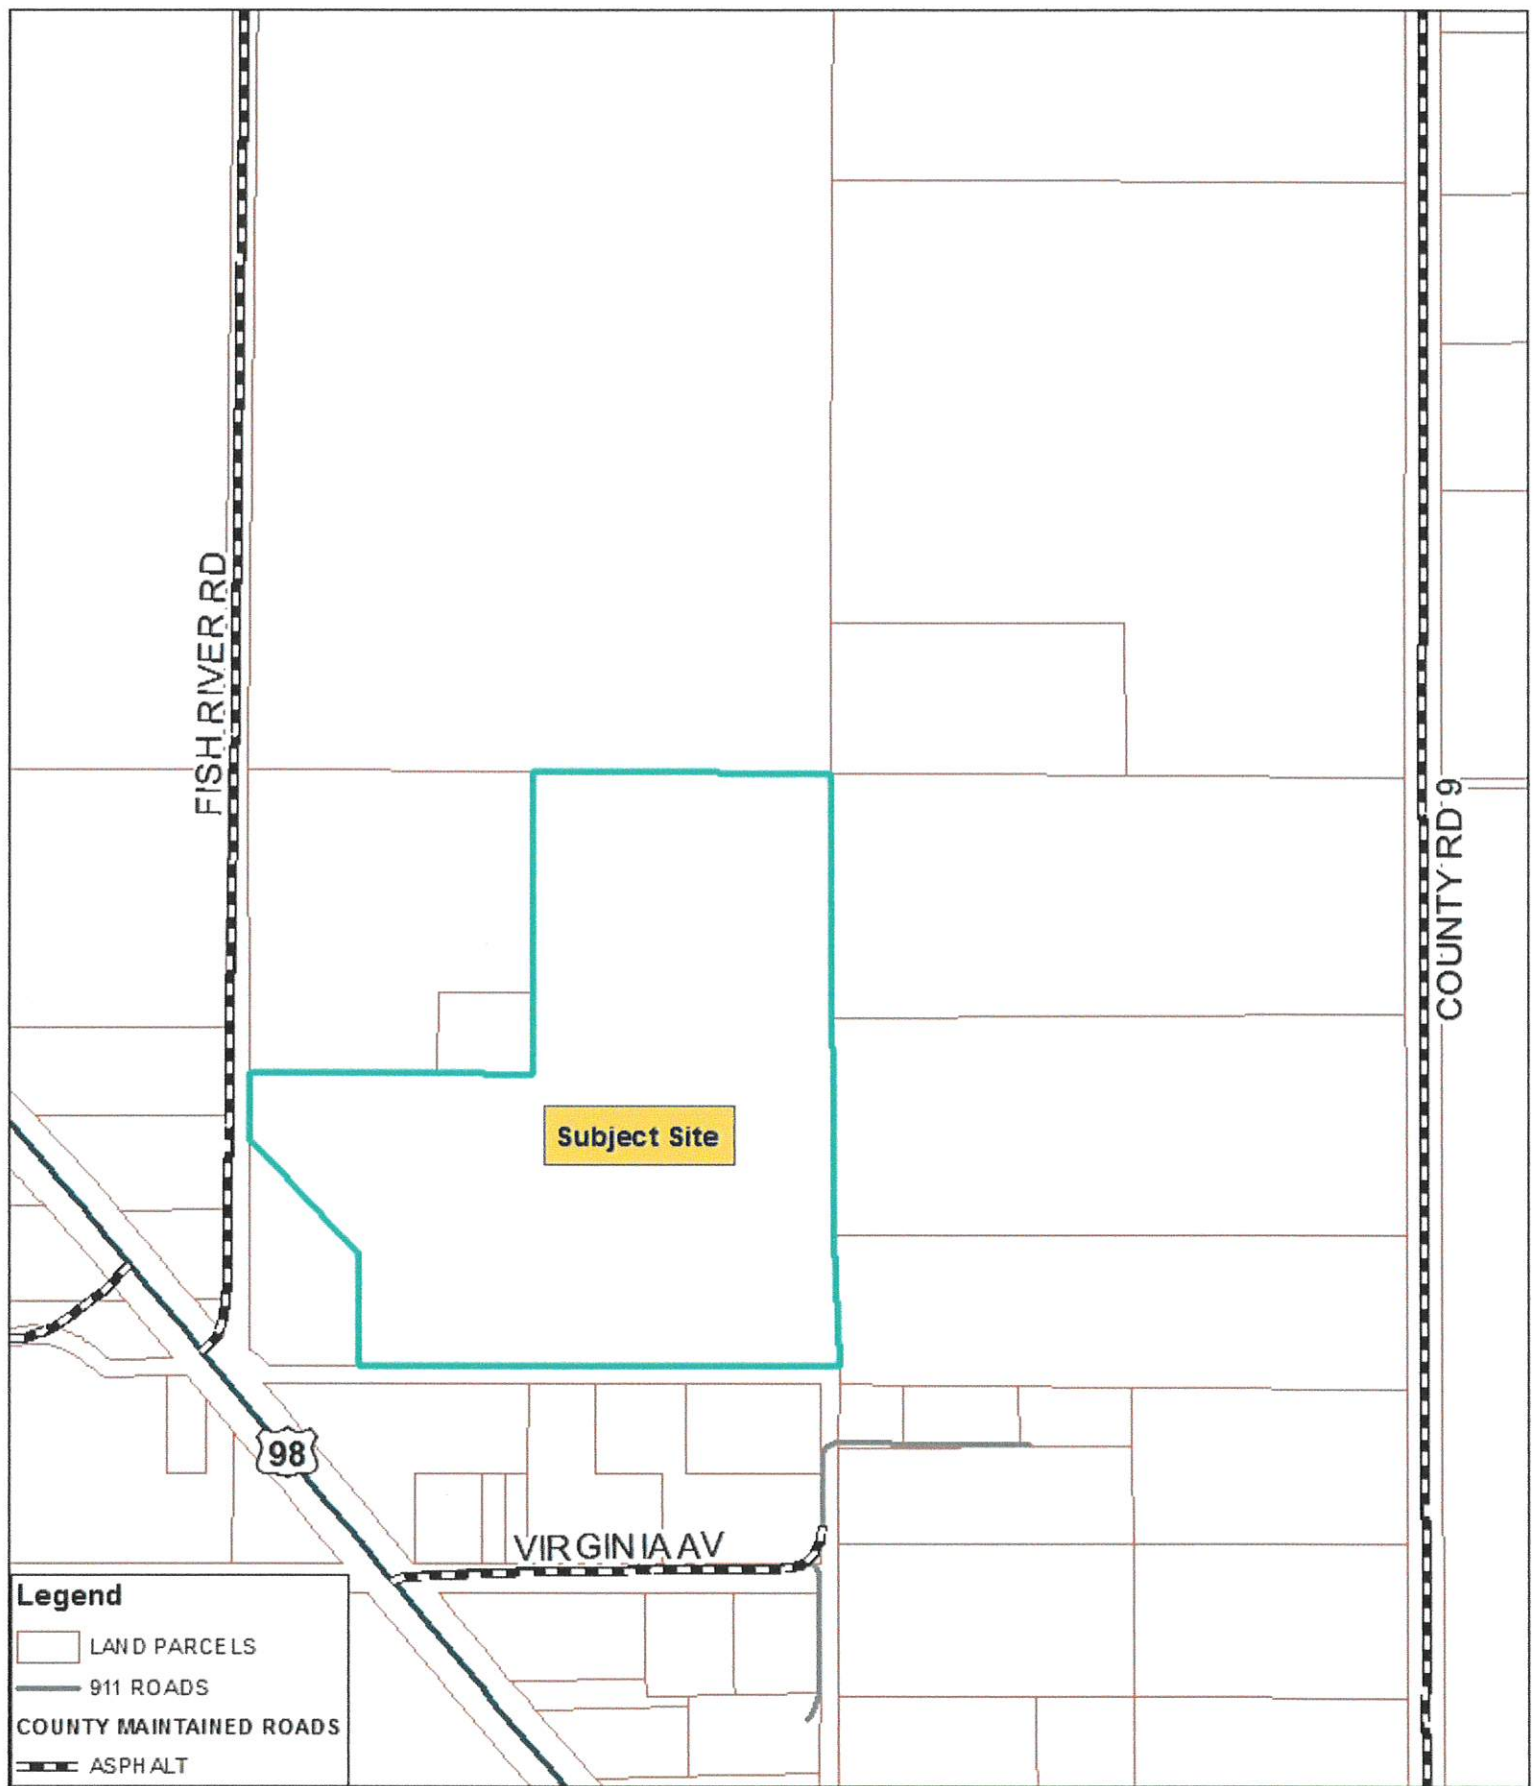 FISH RIVER RD
COUNTY RD 9
Subject Site
98
VIRGINIA AV
Legend
LAND PARCELS
911 ROADS
COUNTY MAINTAINED ROADS
ASPHALT